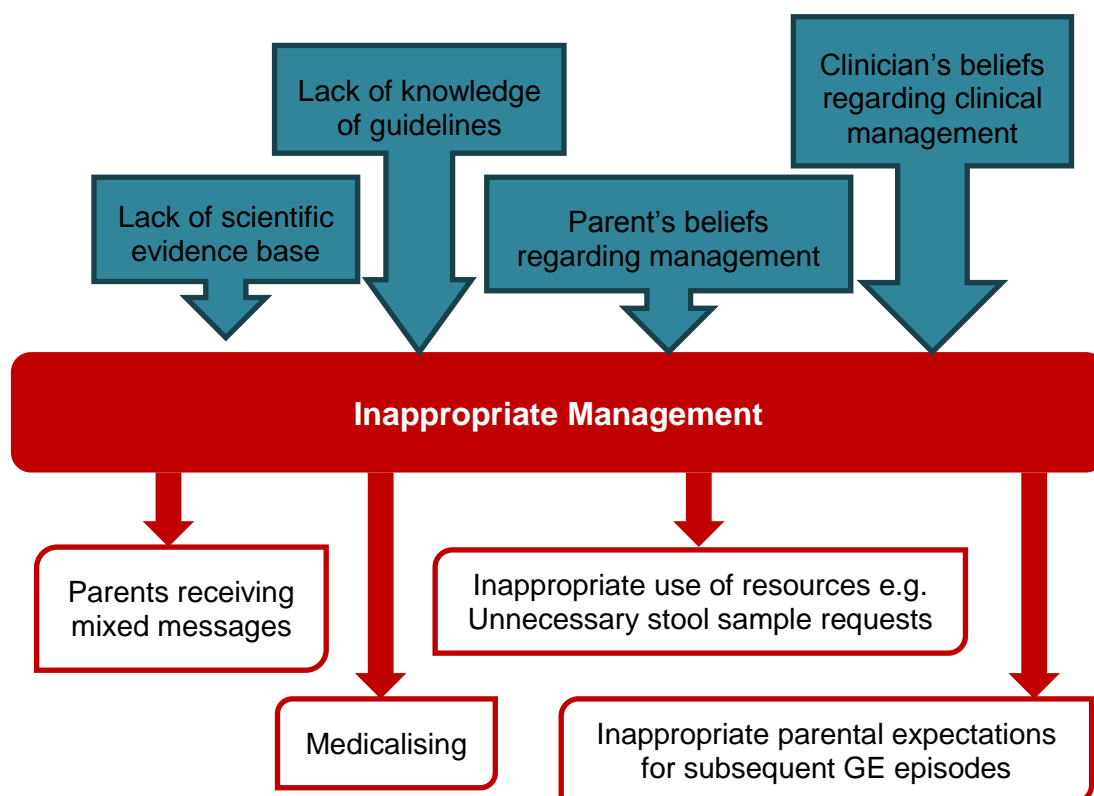 Lack of knowledge
of guidelines
Clinician’s beliefs
regarding clinical
management
Lack of scientific
evidence base
Parent’s beliefs
regarding management
Inappropriate Management
Parents receiving
mixed messages
Inappropriate use of resources e.g.
Unnecessary stool sample requests
Medicalising
Inappropriate parental expectations
for subsequent GE episodes